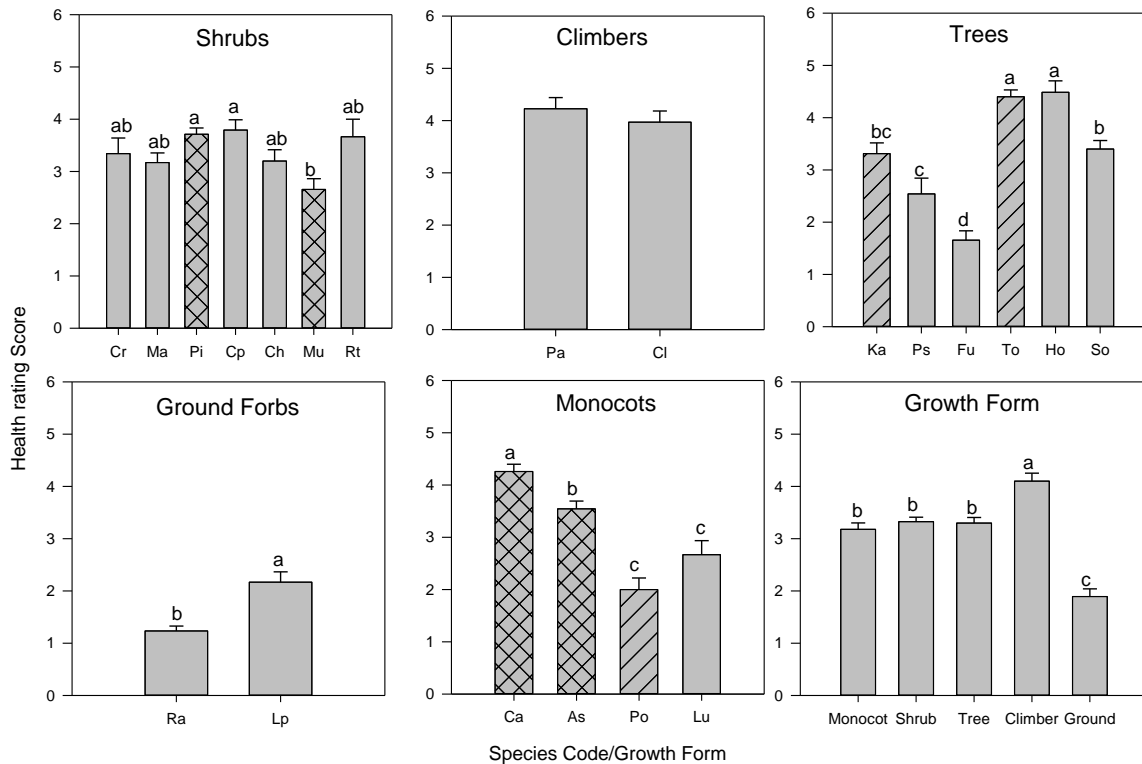 Shrubs
6
5
4
3
2
1
0
ab
ab
a
a
ab
b
ab
Cr Ma Pi Cp Ch Mu Rt
Climbers
6
5
4
3
2
1
0
Pa Cl
Trees
6
5
4
3
2
1
0
bc
c
d
a
a
b
Ka Ps Fu To Ho So
Health rating Score
Ground Forbs
6
5
4
3
2
1
0
b
a
Ra Lp
Monocots
6
5
4
3
2
1
0
a
b
c
c
Ca As Po Lu
Growth Form
6
5
4
3
2
1
0
b
b
b
a
c
Monocot Shrub Tree Climber Ground
Species Code/Growth Form